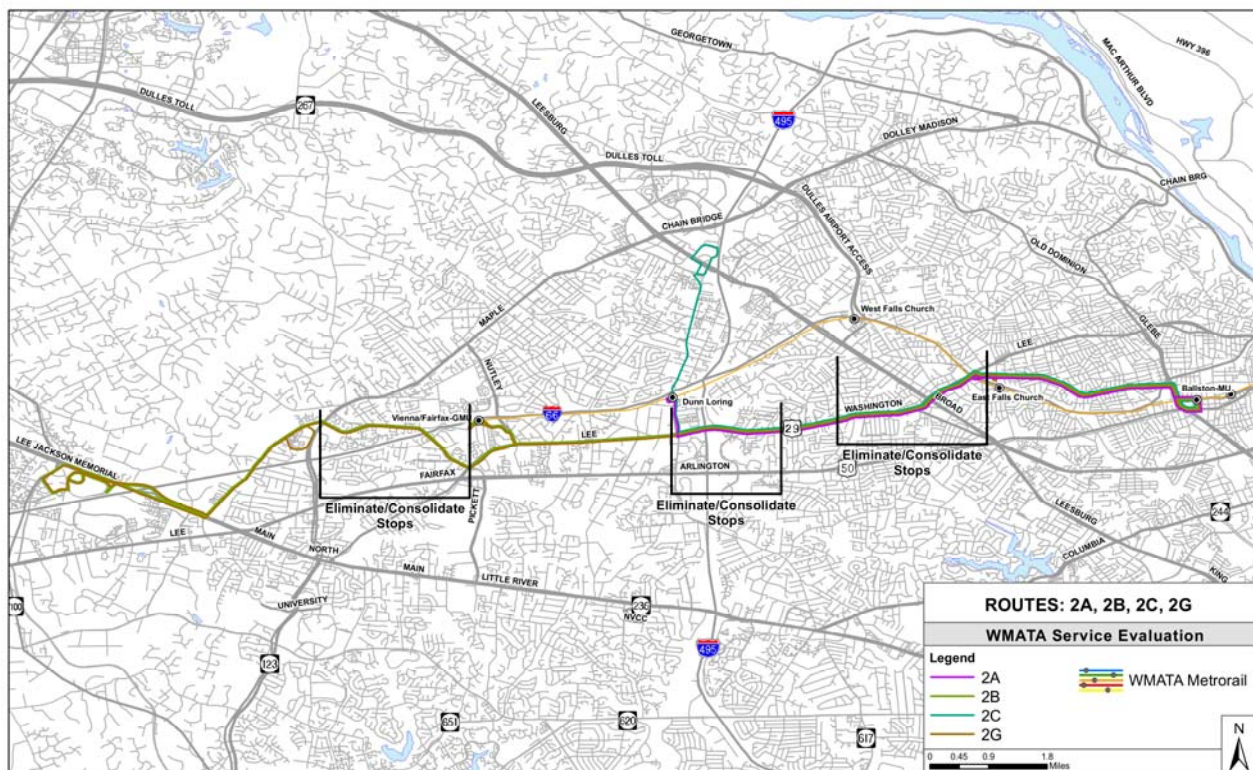 GEORGETOWN
HWY 396
MAC ARTHUR BLVD
DULLES TOLL
267
LEESBURG
495
DOLLEY MADISON
DULLES TOLL
CHAIN BRG
CHAIN BRIDGE
DULLES AIRPORT ACCESS
OLD DOMINION
MAPLE
West Falls Church
GLEBE
LEE
NUTLEY
Ballston-MU
Dunn Loring
East Falls Church
WASHINGTON
BROAD
Vienna/Fairfax-GMU
66
LEE
29
LEE JACKSON MEMORIAL
FAIRFAX
ARLINGTON
50
Eliminate/Consolidate
Stops
PICKETT
Eliminate/Consolidate
Stops
Eliminate/Consolidate
Stops
LEESBURG
244
LEE
MAIN
NORTH
COLUMBIA
MAIN
LITTLE RIVER
KING
UNIVERSITY
236
NVCC
100
123
495
651
620
617
ROUTES: 2A, 2B, 2C, 2G
WMATA Service Evaluation
Legend
2A
2B
2C
2G
WMATA Metrorail
N
0 0.45 0.9 1.8
Miles